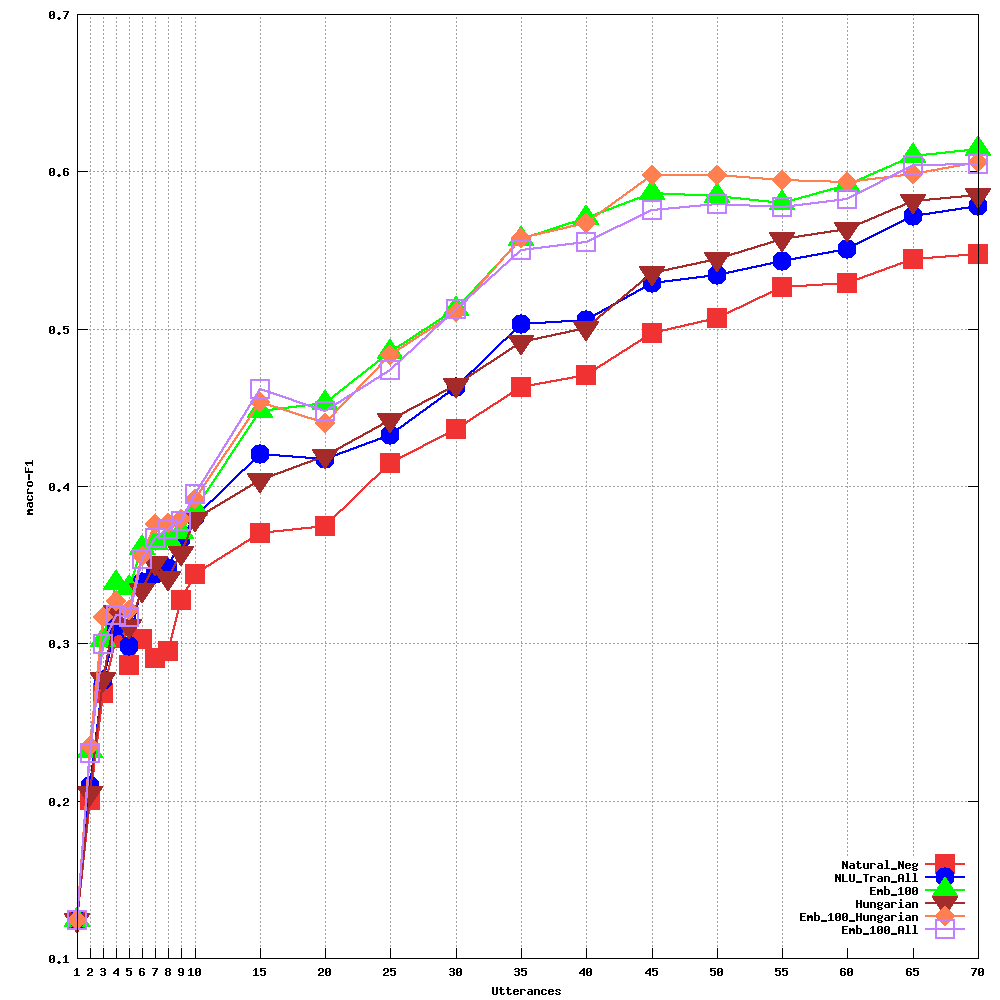 0.7
0.6
0.5
0.4
0.3
0.2
0.1
macro-F1
1 2 3 4 5 6 7 8 9 10 15 20 25 30 35 40 45 50 55 60 65 70
Utterances
Natural_Neg
NLU_Tran_All
Emb_100
Hungarian
Emb_100_Hungarian
Emb_100_All